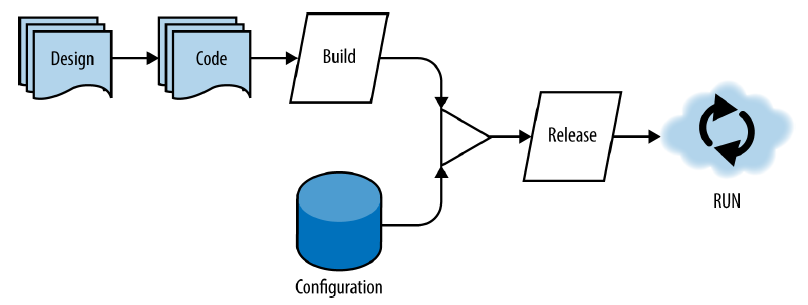 Design
Code
Build
Release
RUN
Configuration